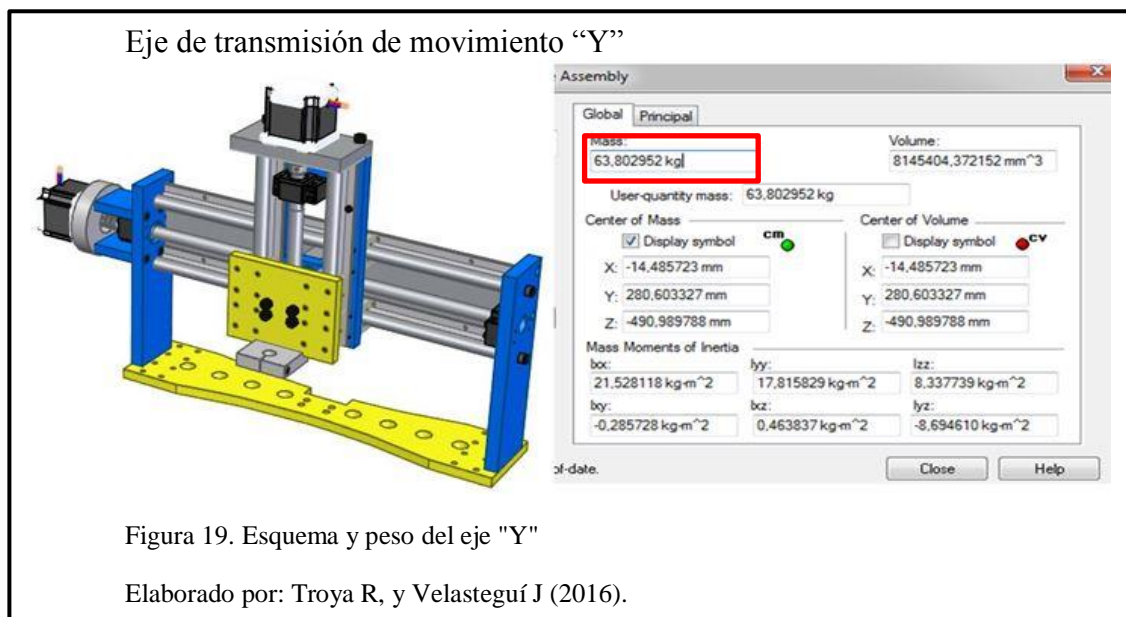 Eje de transmisión de movimiento “Y”
Assembly
Global Principal
Mass: Volume:
63,802952 kg 8145404,372152 mm^3
User-quantity mass: 63,802952 kg
Center of Mass Center of Volume
Display symbol cm Display symbol cv
X: -14,485723 mm X: -14,485723 mm
Y: 280,603327 mm Y: 280,603327 mm
Z: -490,989788 mm Z: -490,989788 mm
Mass Moments of Inertia
Ixx: Iyy: Izz:
21,528118 kg-m^2 17,815829 kg-m^2 8,337739 kg-m^2
Ixy: Ixz: Iyz:
-0,285728 kg-m^2 0,463837 kg-m^2 -8,694610 kg-m^2
of-date. Close Help
Figura 19. Esquema y peso del eje "Y"
Elaborado por: Troya R, y Velasteguí J (2016).